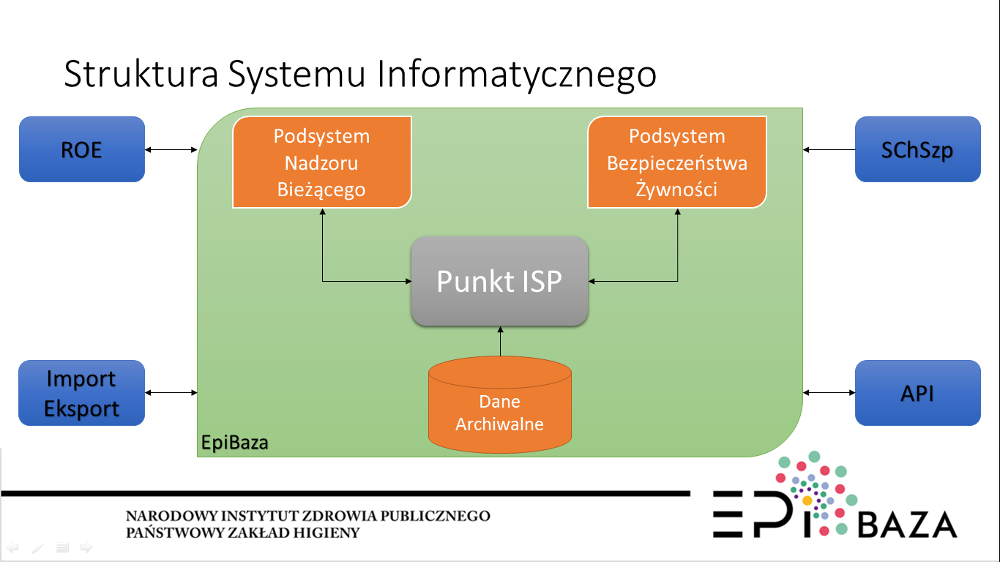 Struktura Systemu Informatycznego
ROE
Podsystem
Nadzoru
Bieżącego
Podsystem
Bezpieczeństwa
Żywności
SChSzp
Punkt ISP
Import
Eksport
Dane
Archiwalne
API
EpiBaza
NARODOWY INSTYTUT ZDROWIA PUBLICZNEGO
PAŃSTWOWY ZAKŁAD HIGIENY
EPi BAZA